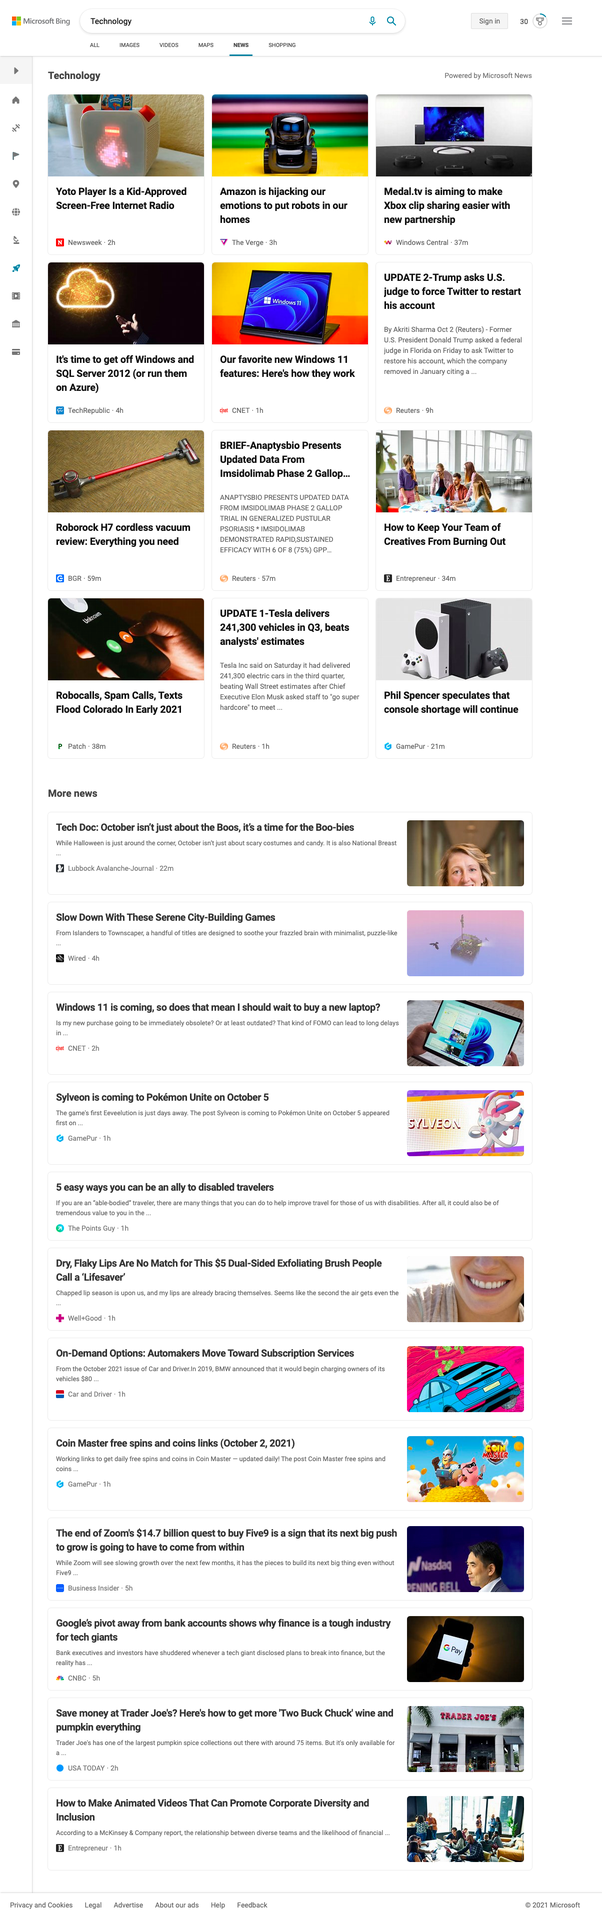 Microsoft Bing
Technology
Sign in
30
ALL
IMAGES
VIDEOS
MAPS
NEWS
SHOPPING
Technology
Powered by Microsoft News
Yoto Player Is a Kid-Approved
Screen-Free Internet Radio
Newsweek · 2h
Amazon is hijacking our
emotions to put robots in our
homes
The Verge · 3h
Medal.tv is aiming to make
Xbox clip sharing easier with
new partnership
Windows Central · 37m
It's time to get off Windows and
SQL Server 2012 (or run them
on Azure)
TechRepublic · 4h
Windows 11
Our favorite new Windows 11
features: Here's how they work
CNET · 1h
UPDATE 2-Trump asks U.S.
judge to force Twitter to restart
his account
By Akriti Sharma Oct 2 (Reuters) - Former
U.S. President Donald Trump asked a federal
judge in Florida on Friday to ask Twitter to
restore his account, which the company
removed in January citing a ...
Reuters · 9h
Roborock H7 cordless vacuum
review: Everything you need
BGR · 59m
BRIEF-Anaptysbio Presents
Updated Data From
Imsidolimab Phase 2 Gallop...
ANAPTYSBIO PRESENTS UPDATED DATA
FROM IMSIDOLIMAB PHASE 2 GALLOP
TRIAL IN GENERALIZED PUSTULAR
PSORIASIS * IMSIDOLIMAB
DEMONSTRATED RAPID,SUSTAINED
EFFICACY WITH 6 OF 8 (75%) GPP...
Reuters · 57m
How to Keep Your Team of
Creatives From Burning Out
Entrepreneur · 34m
Unknown
Robocalls, Spam Calls, Texts
Flood Colorado In Early 2021
Patch · 38m
UPDATE 1-Tesla delivers
241,300 vehicles in Q3, beats
analysts' estimates
Tesla Inc said on Saturday it had delivered
241,300 electric cars in the third quarter,
beating Wall Street estimates after Chief
Executive Elon Musk asked staff to "go super
hardcore" to meet ...
Reuters · 1h
Phil Spencer speculates that
console shortage will continue
GamePur · 21m
More news
Tech Doc: October isn't just about the Boos, it's a time for the Boo-bies
While Halloween is just around the corner, October isn't just about scary costumes and candy. It is also National Breast
...
Lubbock Avalanche-Journal · 22m
Slow Down With These Serene City-Building Games
From Islanders to Townscaper, a handful of titles are designed to soothe your frazzled brain with minimalist, puzzle-like
...
Wired · 4h
Windows 11 is coming, so does that mean I should wait to buy a new laptop?
Is my new purchase going to be immediately obsolete? Or at least outdated? That kind of FOMO can lead to long delays
in ...
CNET · 2h
Sylveon is coming to Pokémon Unite on October 5
The game's first Eeveelution is just days away. The post Sylveon is coming to Pokémon Unite on October 5 appeared
first on ...
GamePur · 1h
SYLVEON
5 easy ways you can be an ally to disabled travelers
If you are an "able-bodied" traveler, there are many things that you can do to help improve travel for those of us with disabilities. After all, it could also be of
tremendous value to you in the ...
The Points Guy · 1h
Dry, Flaky Lips Are No Match for This $5 Dual-Sided Exfoliating Brush People
Call a 'Lifesaver'
Chapped lip season is upon us, and my lips are already bracing themselves. Seems like the second the air gets even the
...
Well+Good · 1h
On-Demand Options: Automakers Move Toward Subscription Services
From the October 2021 issue of Car and Driver.In 2019, BMW announced that it would begin charging owners of its
vehicles $80 ...
Car and Driver · 1h
Coin Master free spins and coins links (October 2, 2021)
Working links to get daily free spins and coins in Coin Master — updated daily! The post Coin Master free spins and
coins ...
GamePur · 1h
COIN
MASTER
The end of Zoom's $14.7 billion quest to buy Five9 is a sign that its next big push
to grow is going to have to come from within
While Zoom will see slowing growth over the next few months, it has the pieces to build its next big thing even without
Five9 ...
Business Insider · 5h
Nasdaq
OPENING BELL
Google's pivot away from bank accounts shows why finance is a tough industry
for tech giants
Bank executives and investors have shuddered whenever a tech giant disclosed plans to break into finance, but the
reality has ...
CNBC · 5h
G Pay
Save money at Trader Joe's? Here's how to get more 'Two Buck Chuck' wine and
pumpkin everything
Trader Joe's has one of the largest pumpkin spice collections out there with around 75 items. But it's only available for
a ...
USA TODAY · 2h
TRADER JOE'S
How to Make Animated Videos That Can Promote Corporate Diversity and
Inclusion
According to a McKinsey & Company report, the relationship between diverse teams and the likelihood of financial ...
Entrepreneur · 1h
Privacy and Cookies
Legal
Advertise
About our ads
Help
Feedback
© 2021 Microsoft